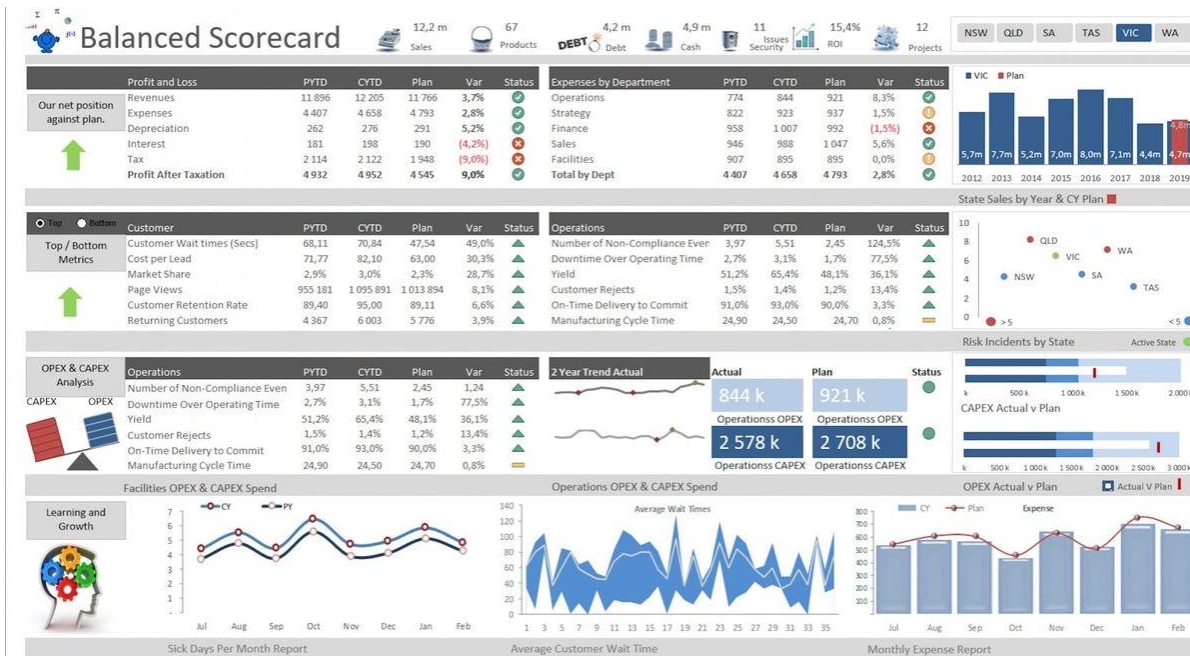 Balanced Scorecard
12,2 m Sales
67 Products
DEBT 4,2 m Debt
4,9 m Cash
11 Issues Security
15,4% ROI
12 Projects
NSW QLD SA TAS VIC WA
Our net position against plan.
Profit and Loss PYTD CYTD Plan Var Status
Revenues 11 896 12 205 11 766 3,7%
Expenses 4 407 4 658 4 793 2,8%
Depreciation 262 276 291 5,2%
Interest 181 198 190 (4,2%)
Tax 2 114 2 122 1 948 (9,0%)
Profit After Taxation 4 932 4 952 4 545 9,0%
Expenses by Department PYTD CYTD Plan Var Status
Operations 774 844 921 8,3%
Strategy 822 923 937 1,5%
Finance 958 1 007 992 (1,5%)
Sales 946 988 1 047 5,6%
Facilities 907 895 895 0,0%
Total by Dept 4 407 4 658 4 793 2,8%
VIC Plan
4,8m
5,7m 7,7m 5,2m 7,0m 8,0m 7,1m 4,4m 4,7m
2012 2013 2014 2015 2016 2017 2018 2019
State Sales by Year & CY Plan
Top Bottom
Top / Bottom Metrics
Customer PYTD CYTD Plan Var Status
Customer Wait times (Secs) 68,11 70,84 47,54 49,0%
Cost per Lead 71,77 82,10 63,00 30,3%
Market Share 2,9% 3,0% 2,3% 28,7%
Page Views 955 181 1 095 891 1 013 894 8,1%
Customer Retention Rate 89,40 95,00 89,11 6,6%
Returning Customers 4 367 6 003 5 776 3,9%
Operations PYTD CYTD Plan Var Status
Number of Non-Compliance Ever 3,97 5,51 2,45 124,5%
Downtime Over Operating Time 2,7% 3,1% 1,7% 77,5%
Yield 51,2% 65,4% 48,1% 36,1%
Customer Rejects 1,5% 1,4% 1,2% 13,4%
On-Time Delivery to Commit 91,0% 93,0% 90,0% 3,3%
Manufacturing Cycle Time 24,90 24,50 24,70 0,8%
10
8
6
4
2
0
QLD
WA
VIC
NSW
SA
TAS
>5
<5
Risk Incidents by State Active State
OPEX & CAPEX Analysis
CAPEX OPEX
Operations PYTD CYTD Plan Var Status
Number of Non-Compliance Even 3,97 5,51 2,45 1,24
Downtime Over Operating Time 2,7% 3,1% 1,7% 77,5%
Yield 51,2% 65,4% 48,1% 36,1%
Customer Rejects 1,5% 1,4% 1,2% 13,4%
On-Time Delivery to Commit 91,0% 93,0% 90,0% 3,3%
Manufacturing Cycle Time 24,90 24,50 24,70 0,8%
2 Year Trend Actual
Actual Plan Status
844 k 921 k
Operationss OPEX Operationss OPEX
2 578 k 2 708 k
Operationss CAPEX Operationss CAPEX
k 500 k 1 000 k 1 500 k 2 000
CAPEX Actual v Plan
k 500 k 1 000 k 1 500 k 2 000 k 2 500 k 3 000 k
Facilities OPEX & CAPEX Spend
Operations OPEX & CAPEX Spend
OPEX Actual v Plan Actual V Plan
Learning and Growth
CY PY
7
6
5
4
3
2
1
-
Jul Aug Sep Oct Nov Dec Jan Feb
Sick Days Per Month Report
Average Wait Times
140
120
100
80
60
40
20
0
1 3 5 7 9 11 13 15 17 19 21 23 25 27 29 31 33 35
Average Customer Wait Time
CY Plan Expense
800
700
600
500
400
300
200
100
Jul Aug Sep Oct Nov Dec Jan Feb
Monthly Expense Report